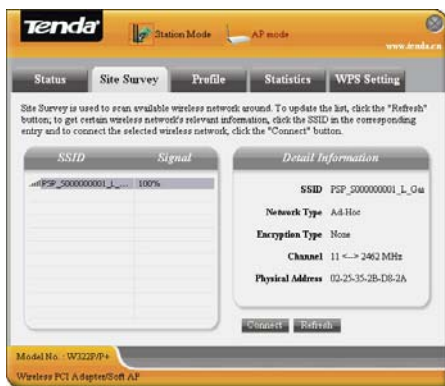 Tenda
Station Mode
AP mode
www.tenda.cn
Status
Site Survey
Profile
Statistics
WPS Setting
Site Survey is used to scan available wireless network around. To update the list, click the "Refresh"
button; to get certain wireless network's relevant information, click the SSID in the corresponding
entry and to connect the selected wireless network, click the "Connect" button.
SSID Signal
PSP_S000000001_L_... 100%
Detail Information
SSID PSP_S000000001_L_Gaa
Network Type Ad-Hoc
Encryption Type None
Channel 11 <--> 2462 MHz
Physical Address 02-25-35-2B-D8-2A
Connect
Refresh
Model No. : W322P/P+
Wireless PCI Adapter/Soft AP